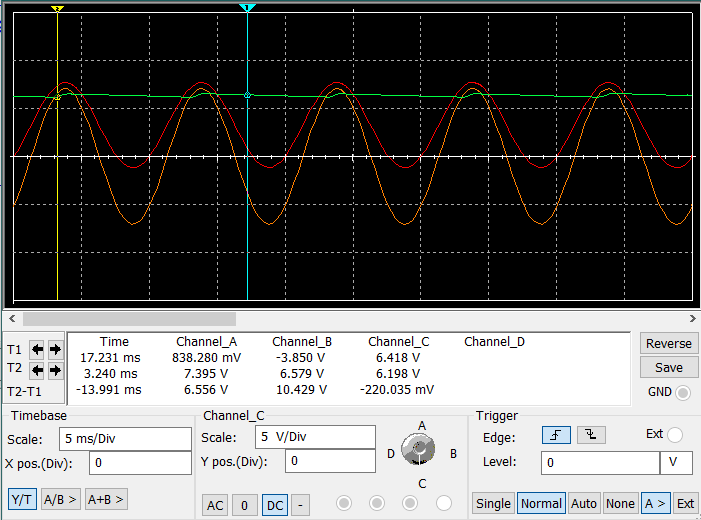 2 1
Time Channel_A Channel_B Channel_C Channel_D
T1 17.231 ms 838.280 mV -3.850 V 6.418 V
T2 3.240 ms 7.395 V 6.579 V 6.198 V
T2-T1 -13.991 ms 6.556 V 10.429 V -220.035 mV
Reverse
Save
GND
Timebase
Scale: 5 ms/Div
X pos.(Div): 0
Y/T A/B > A+B >
Channel_C
Scale: 5 V/Div
Y pos.(Div): 0
AC 0 DC -
A
D B
C
Trigger
Edge: Ext
Level: 0 V
Single Normal Auto None A > Ext